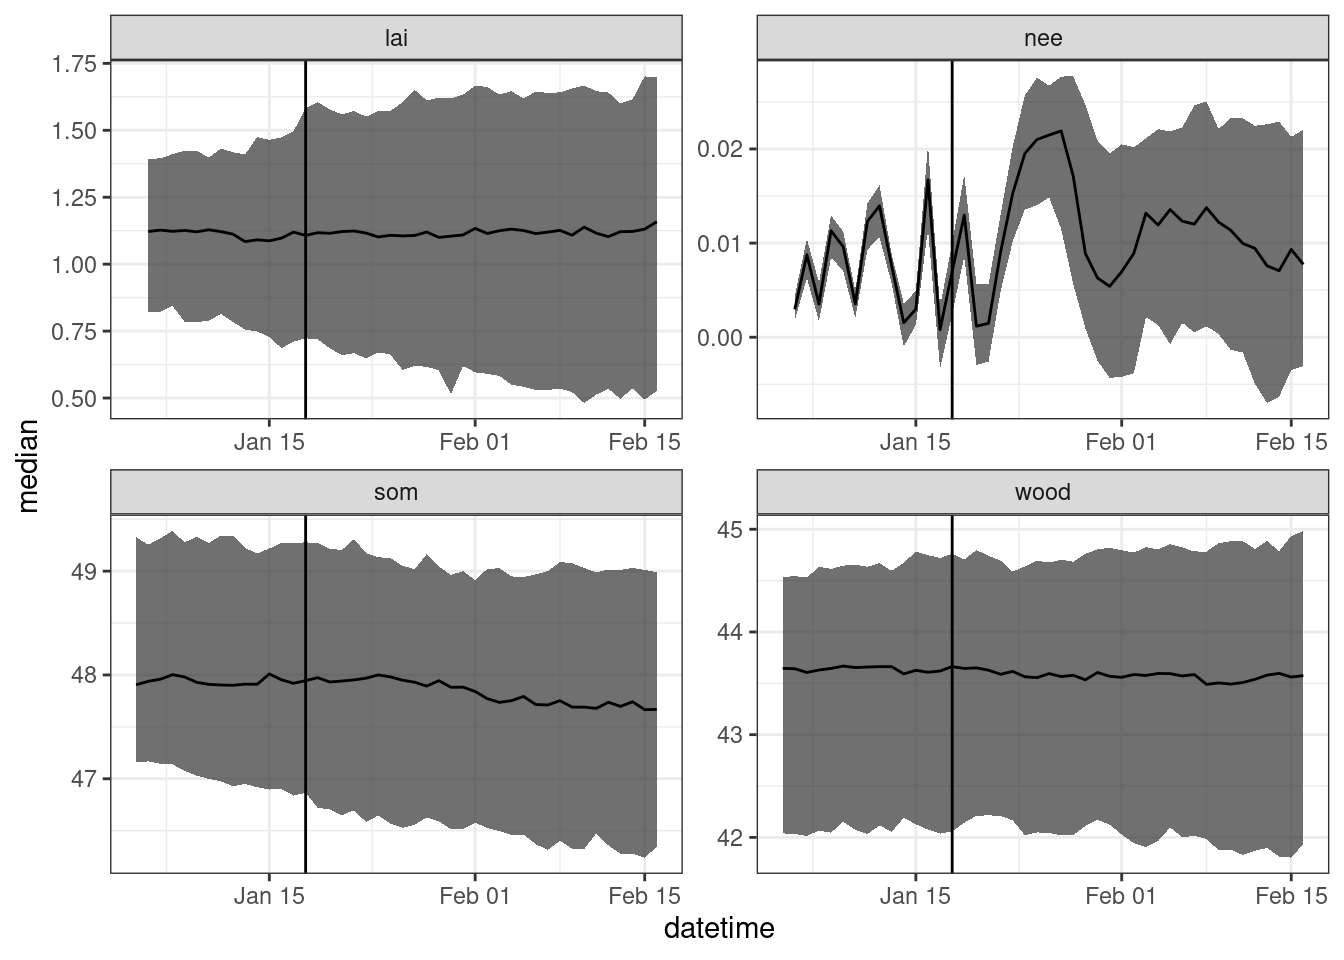 lai
nee
1.75
1.50
1.25
1.00
0.75
0.50
0.02
0.01
0.00
Jan 15 Feb 01 Feb 15
Jan 15 Feb 01 Feb 15
median
som
wood
49
48
47
45
44
43
42
Jan 15 Feb 01 Feb 15
Jan 15 Feb 01 Feb 15
datetime